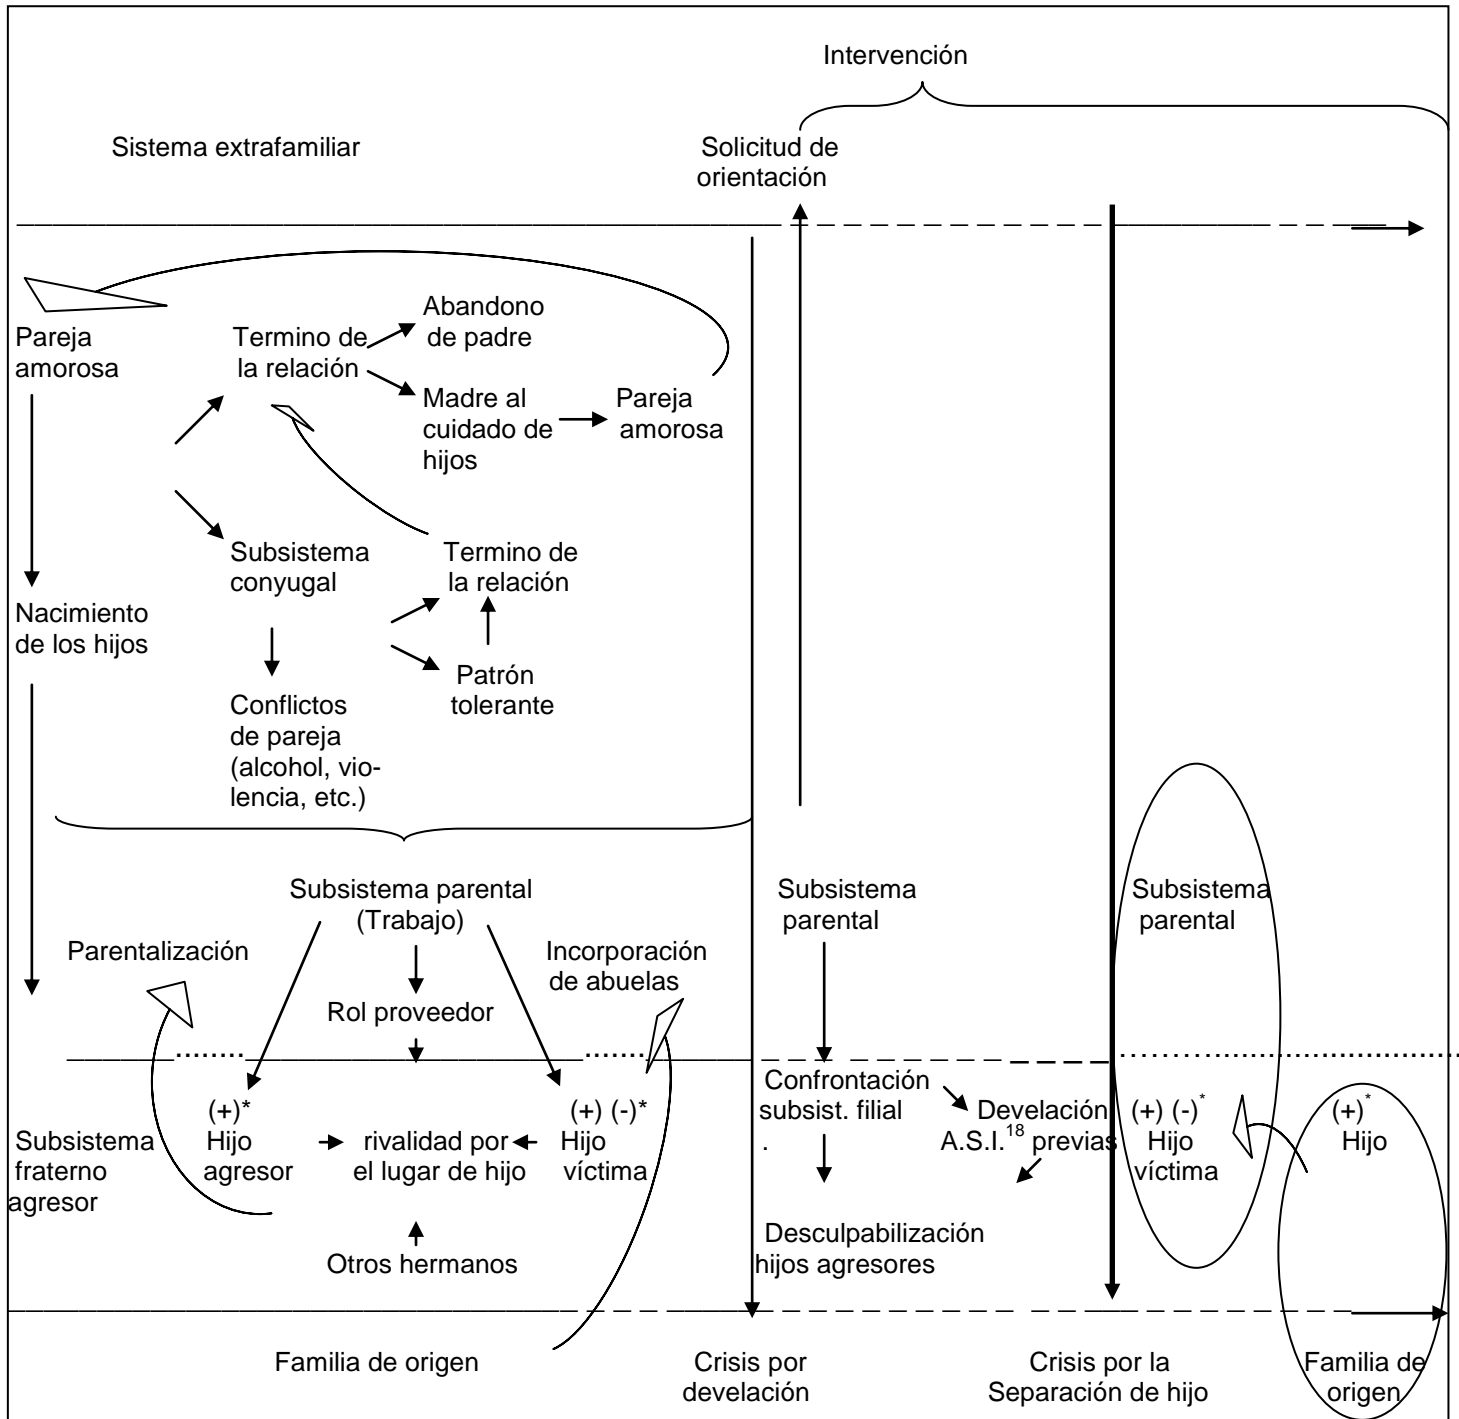 Intervención
Sistema extrafamiliar
Solicitud de
orientación
Pareja
amorosa
Termino de
la relación
Abandono
de padre
Madre al
cuidado de
hijos
Pareja
amorosa
Subsistema
conyugal
Termino de
la relación
Nacimiento
de los hijos
Patrón
tolerante
Conflictos
de pareja
(alcohol, vio-
lencia, etc.)
Subsistema parental
(Trabajo)
Subsistema
parental
Subsistema
parental
Parentalización
Incorporación
de abuelas
Rol proveedor
Confrontación
subsist. filial
.
Develación
A.S.I.18 previas
Subsistema
fraterno
agresor
(+)*
Hijo
agresor
rivalidad por
el lugar de hijo
(+) (-)*
Hijo
víctima
(+) (-)*
Hijo
víctima
(+)*
Hijo
Otros hermanos
Desculpabilización
hijos agresores
Familia de origen
Crisis por
develación
Crisis por la
Separación de hijo
Familia de
origen